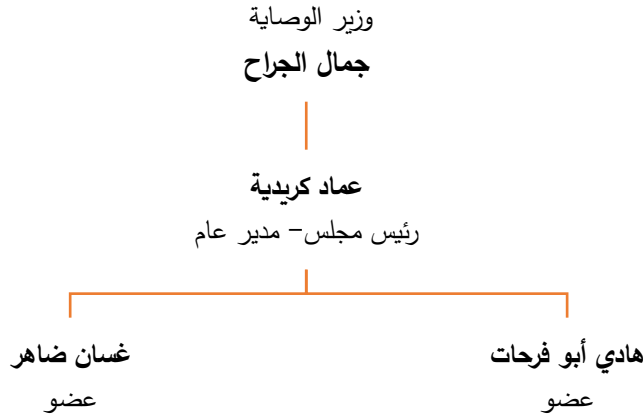 وزير الوصاية
جمال الجراح
عماد كريدية
رئيس مجلس– مدير عام
هادي أبو فرحات
عضو
غسان ضاهر
عضو